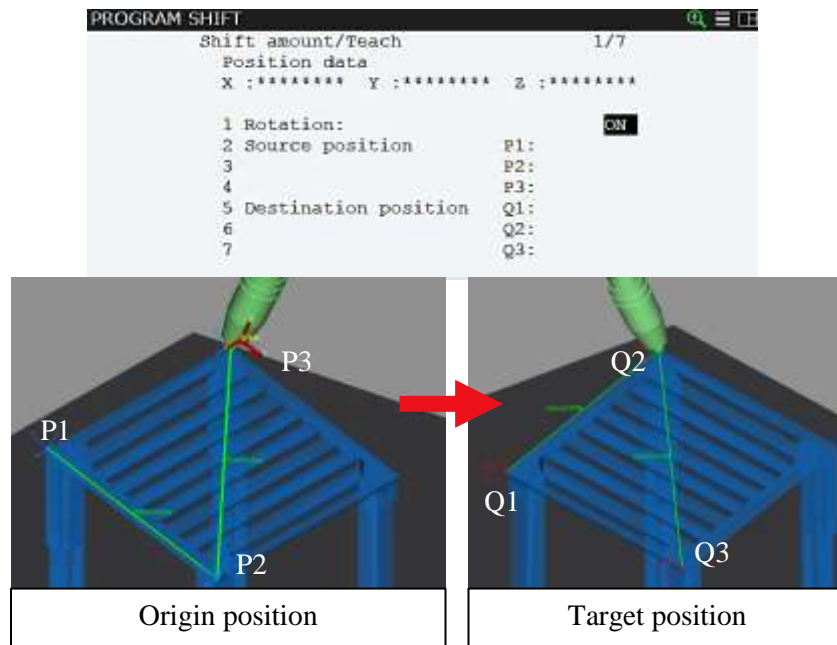 PROGRAM SHIFT
Shift amount/Teach 1/7
Position data
X :******** Y :******** Z :********
1 Rotation: ON
2 Source position P1:
3 P2:
4 P3:
5 Destination position Q1:
6 Q2:
7 Q3:
P3 Q2
P1
Q1
P2 Q3
Origin position Target position